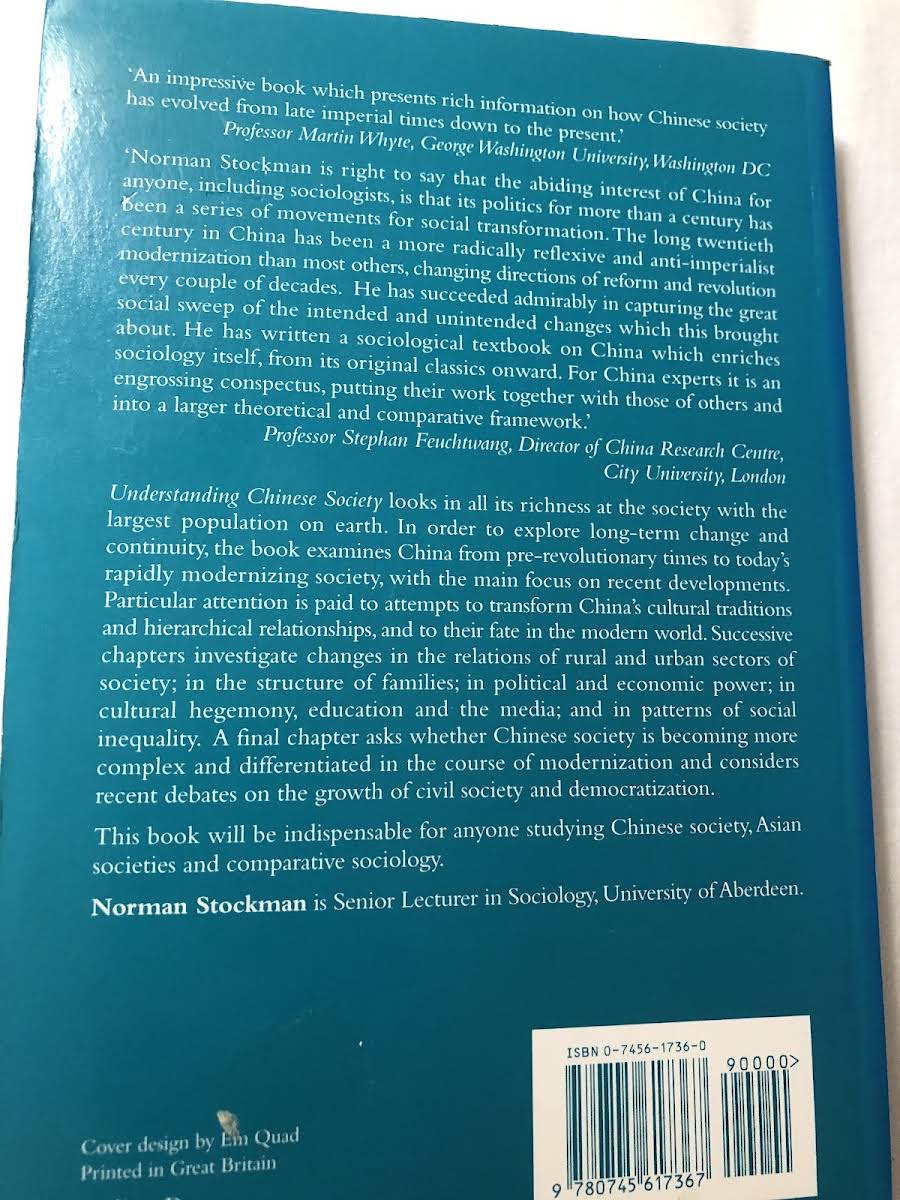 ‘An impressive book which presents rich information on how Chinese society
has evolved from late imperial times down to the present.’
Professor Martin Whyte, George Washington University, Washington DC
‘Norman Stockman is right to say that the abiding interest of China for
anyone, including sociologists, is that its politics for more than a century has
been a series of movements for social transformation. The long twentieth
century in China has been a more radically reflexive and anti-imperialist
modernization than most others, changing directions of reform and revolution
every couple of decades. He has succeeded admirably in capturing the great
social sweep of the intended and unintended changes which this brought
about. He has written a sociological textbook on China which enriches
sociology itself, from its original classics onward. For China experts it is an
engrossing conspectus, putting their work together with those of others and
into a larger theoretical and comparative framework.’
Professor Stephan Feuchtwang, Director of China Research Centre,
City University, London
Understanding Chinese Society looks in all its richness at the society with the
largest population on earth. In order to explore long-term change and
continuity, the book examines China from pre-revolutionary times to today’s
rapidly modernizing society, with the main focus on recent developments.
Particular attention is paid to attempts to transform China’s cultural traditions
and hierarchical relationships, and to their fate in the modern world. Successive
chapters investigate changes in the relations of rural and urban sectors of
society; in the structure of families; in political and economic power; in
cultural hegemony, education and the media; and in patterns of social
inequality. A final chapter asks whether Chinese society is becoming more
complex and differentiated in the course of modernization and considers
recent debates on the growth of civil society and democratization.
This book will be indispensable for anyone studying Chinese society, Asian
societies and comparative sociology.
Norman Stockman is Senior Lecturer in Sociology, University of Aberdeen.
ISBN 0-7456-1736-0
90000>
9 780745 617367
Cover design by Em Quad
Printed in Great Britain